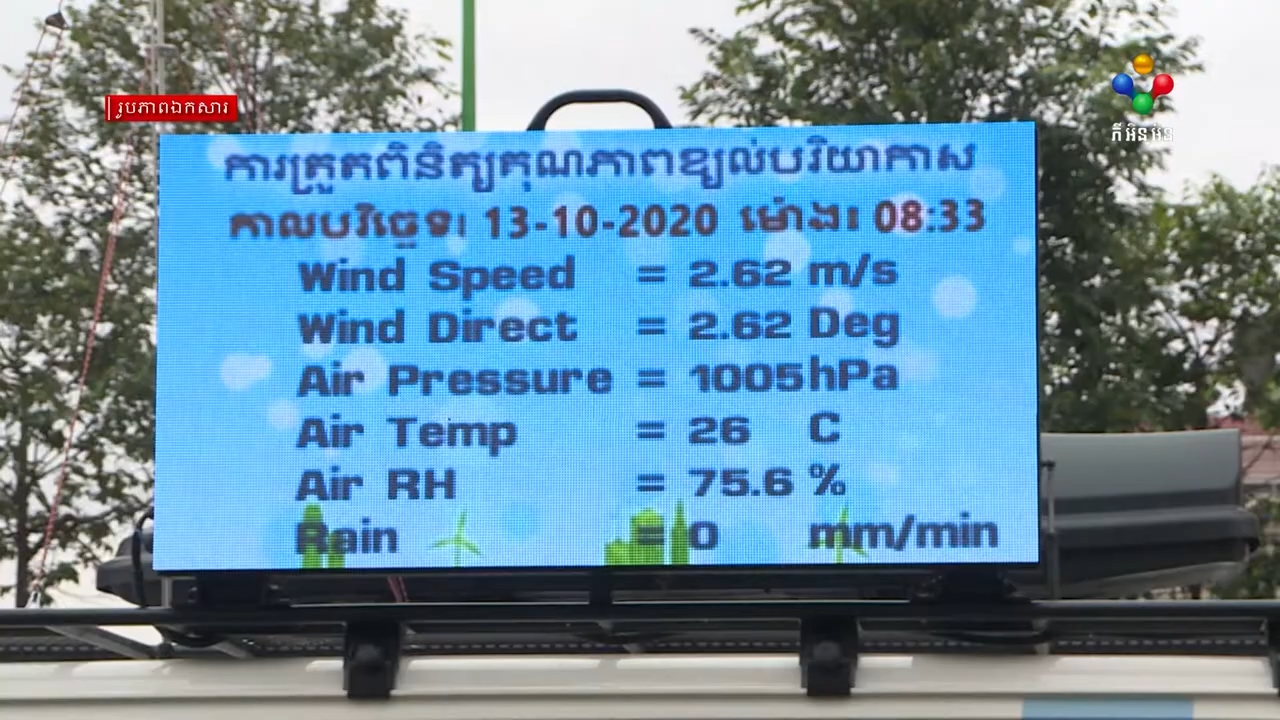 រូបភាពឯកសារ
ភី អិន អិន
ការត្រួតពិនិត្យគុណភាពខ្យល់បរិយាកាស
កាលបរិច្ឆេទ៖ 13-10-2020 ម៉ោង៖ 08:33
Wind Speed = 2.62 m/s
Wind Direct = 2.62 Deg
Air Pressure = 1005hPa
Air Temp = 26 C
Air RH = 75.6 %
Rain = 0 mm/min